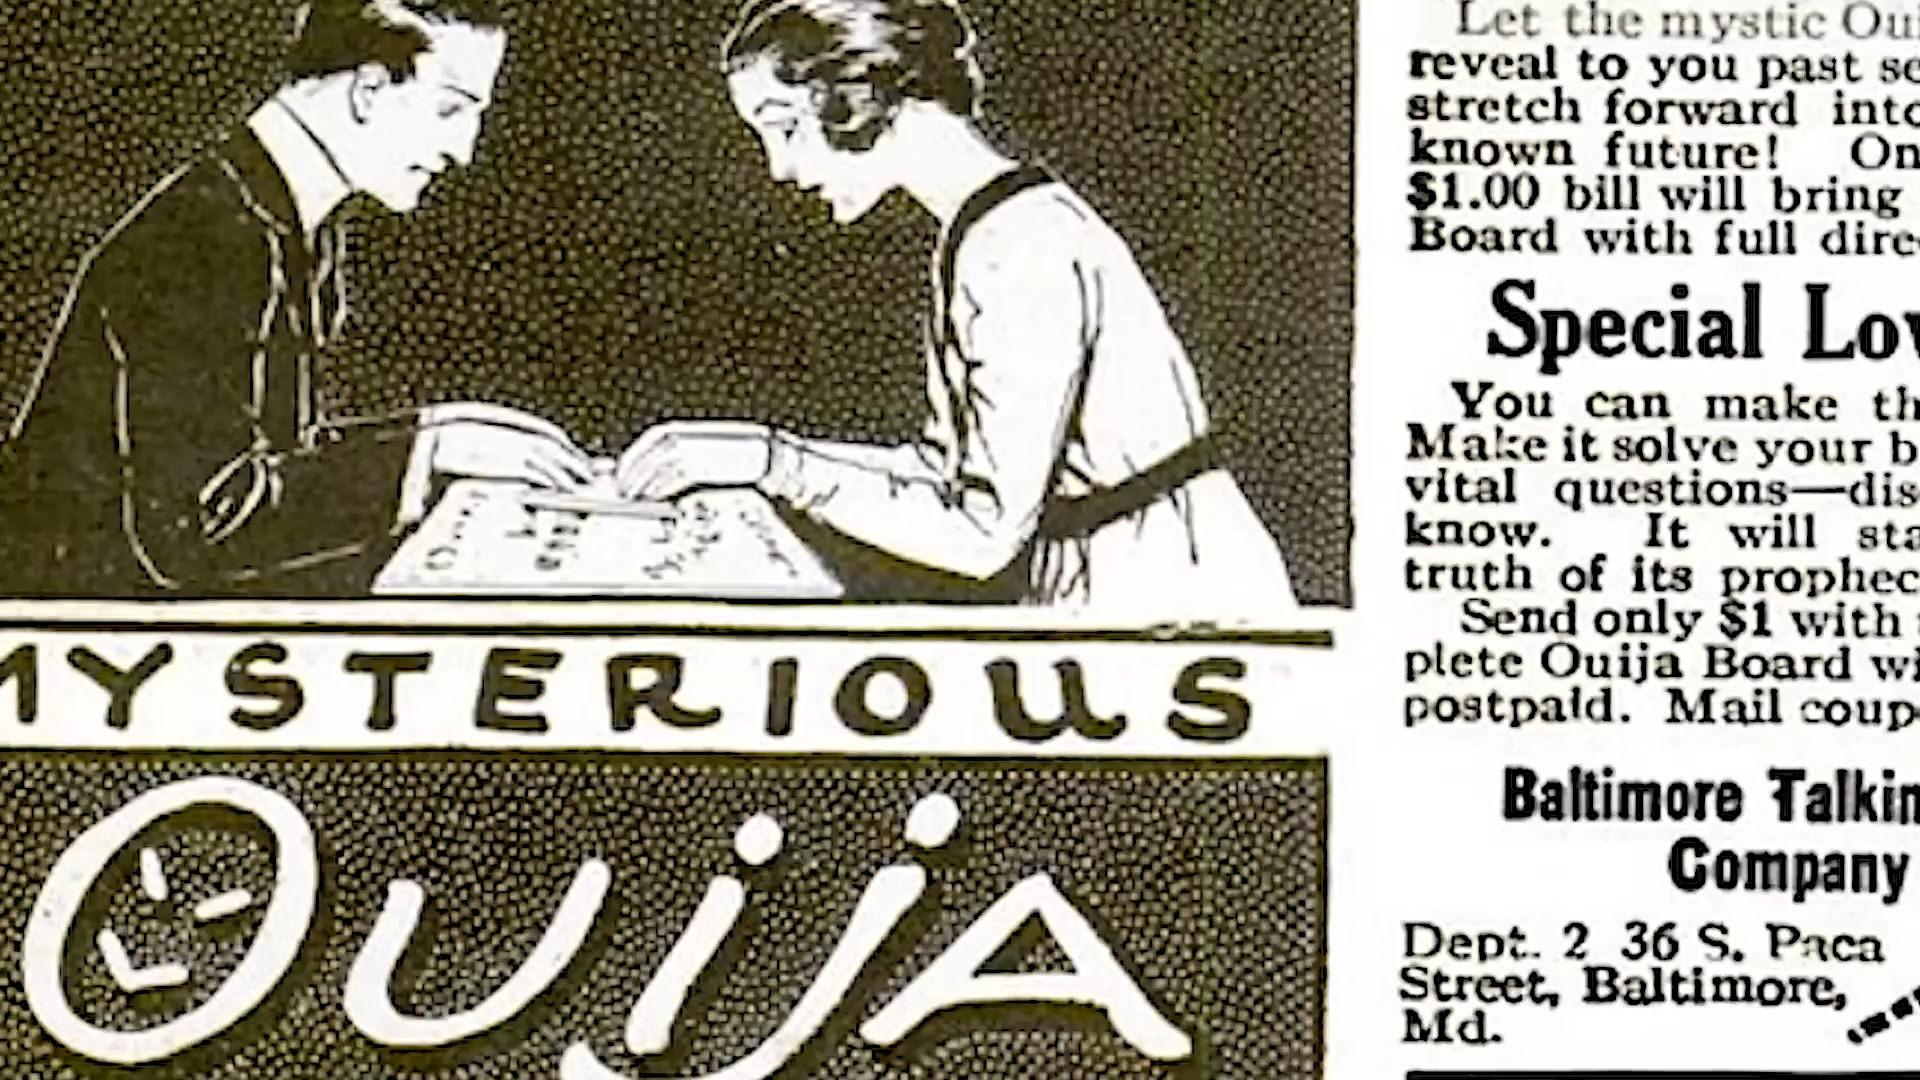 MYSTERIOUS
Ouija
Let the mystic Oui
reveal to you past se
stretch forward into
known future! On
$1.00 bill will bring
Board with full dire
Special Lov
You can make th
Make it solve your b
vital questions—dis
know. It will sta
truth of its prophec
Send only $1 with
plete Ouija Board wi
postpaid. Mail coup
Baltimore Talkin
Company
Dept. 2 36 S. Paca
Street, Baltimore,
Md.